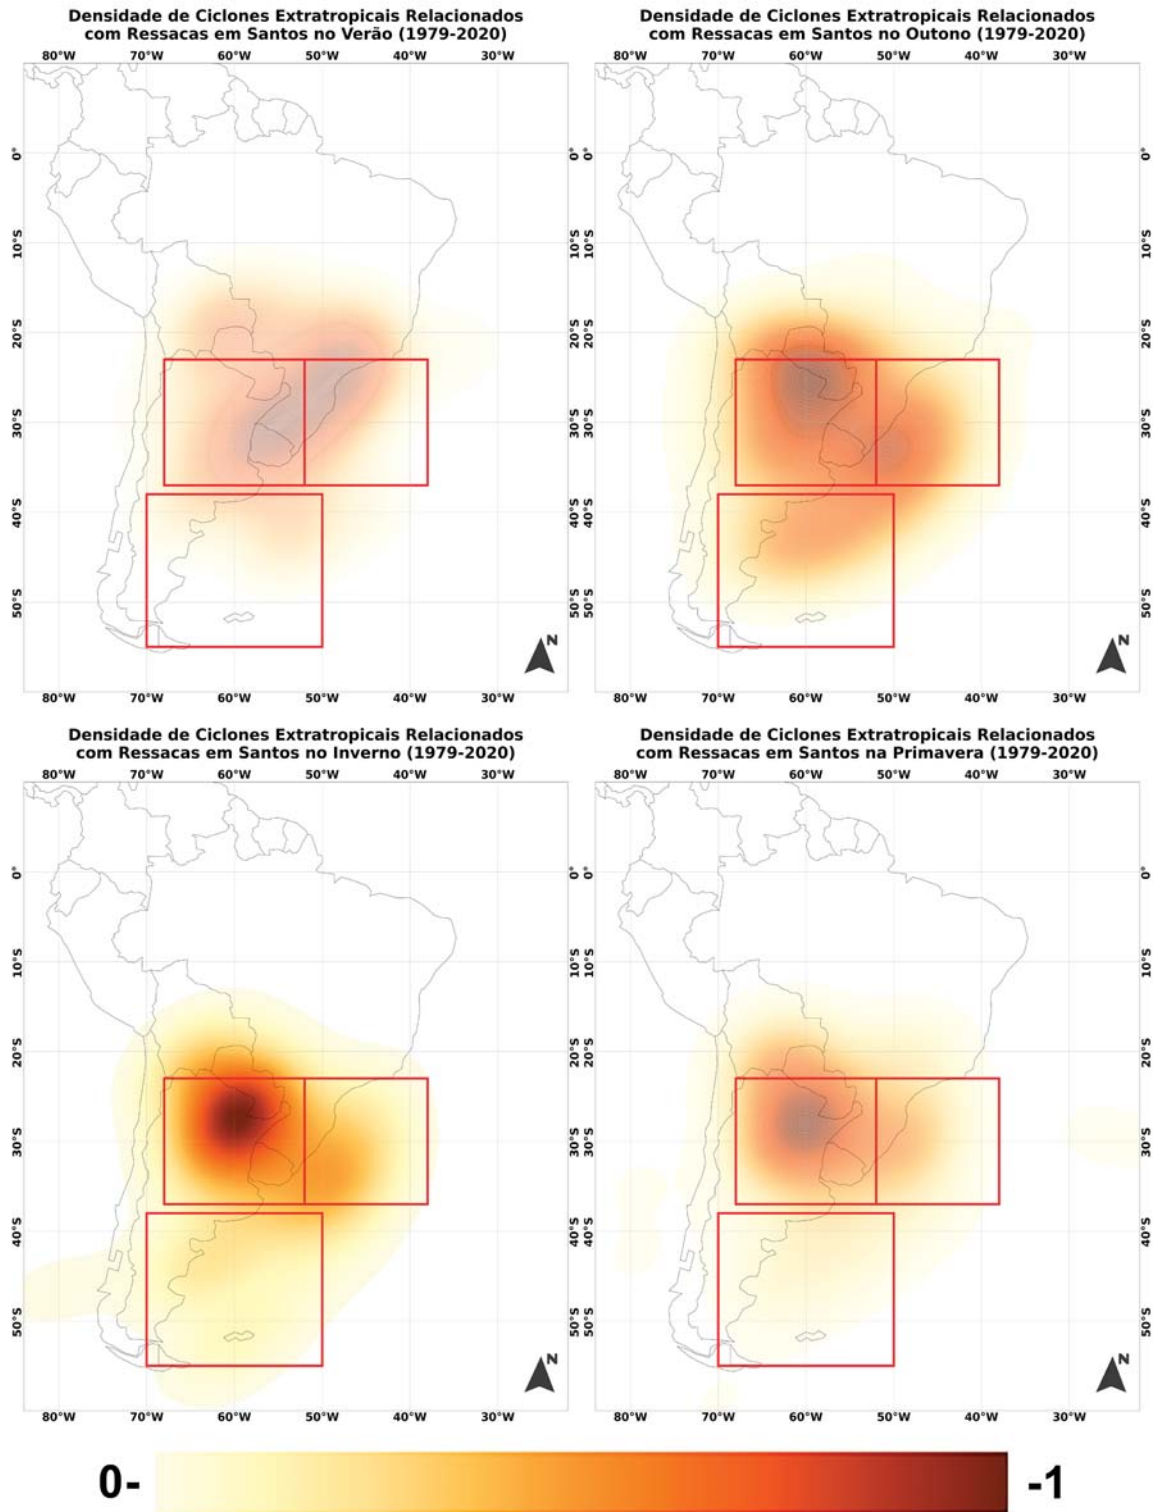 Densidade de Ciclones Extratropicais Relacionados
com Ressacas em Santos no Verão (1979-2020)
80°W 70°W 60°W 50°W 40°W 30°W
0°
10°S
20°S
30°S
40°S
50°S
0°
10°S
20°S
30°S
40°S
50°S
N
80°W 70°W 60°W 50°W 40°W 30°W
Densidade de Ciclones Extratropicais Relacionados
com Ressacas em Santos no Outono (1979-2020)
80°W 70°W 60°W 50°W 40°W 30°W
0°
10°S
20°S
30°S
40°S
50°S
0°
10°S
20°S
30°S
40°S
50°S
N
80°W 70°W 60°W 50°W 40°W 30°W
Densidade de Ciclones Extratropicais Relacionados
com Ressacas em Santos no Inverno (1979-2020)
80°W 70°W 60°W 50°W 40°W 30°W
0°
10°S
20°S
30°S
40°S
50°S
0°
10°S
20°S
30°S
40°S
50°S
N
80°W 70°W 60°W 50°W 40°W 30°W
Densidade de Ciclones Extratropicais Relacionados
com Ressacas em Santos na Primavera (1979-2020)
80°W 70°W 60°W 50°W 40°W 30°W
0°
10°S
20°S
30°S
40°S
50°S
0°
10°S
20°S
30°S
40°S
50°S
N
80°W 70°W 60°W 50°W 40°W 30°W
0- -1